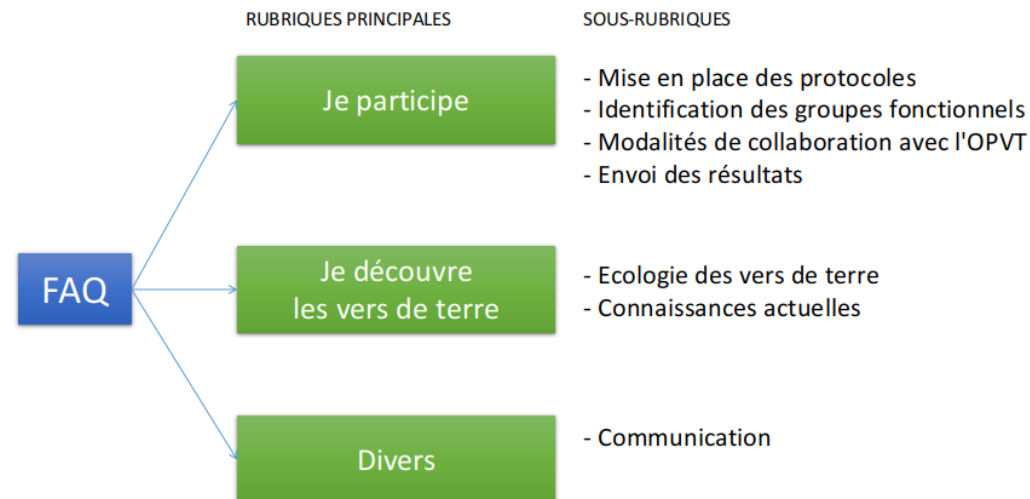 RUBRIQUES PRINCIPALES
SOUS-RUBRIQUES
FAQ
Je participe
- Mise en place des protocoles
- Identification des groupes fonctionnels
- Modalités de collaboration avec l'OPVT
- Envoi des résultats
Je découvre
les vers de terre
- Ecologie des vers de terre
- Connaissances actuelles
Divers
- Communication